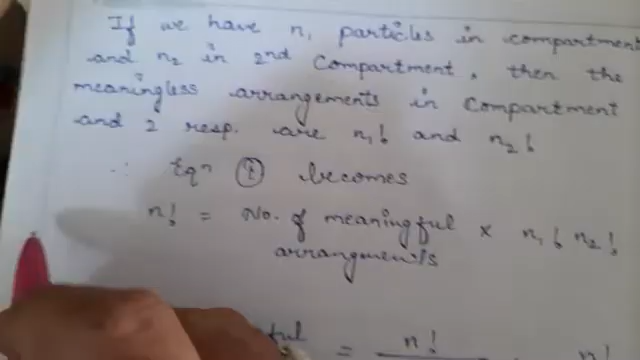 If we have n₁ particles in compartment
and n₂ in 2nd compartment, then the
meaningless arrangements in compartment
and 2 resp. are n₁! and n₂!
∴ Eqn ① becomes
n! = No. of meaningful × n₁! n₂!
arrangements
= n! n!